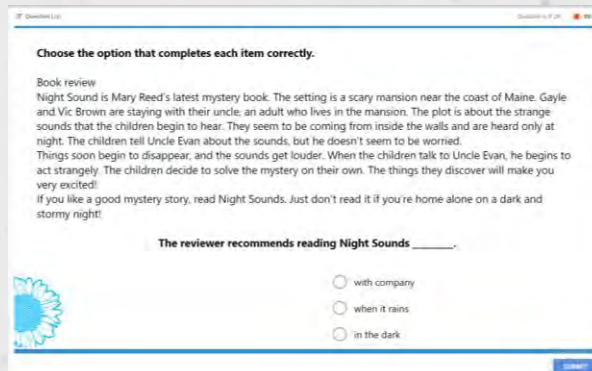 Question List
Choose the option that completes each item correctly.
Book review
Night Sound is Mary Reed's latest mystery book. The setting is a scary mansion near the coast of Maine. Gayle
and Vic Brown are staying with their uncle, an adult who lives in the mansion. The plot is about the strange
sounds that the children begin to hear. They seem to be coming from inside the walls and are heard only at
night. The children tell Uncle Evan about the sounds, but he doesn't seem to be worried.
Things soon begin to disappear, and the sounds get louder. When the children talk to Uncle Evan, he begins to
act strangely. The children decide to solve the mystery on their own. The things they discover will make you
very excited!
If you like a good mystery story, read Night Sounds. Just don't read it if you're home alone on a dark and
stormy night!
The reviewer recommends reading Night Sounds _______.
with company
when it rains
in the dark
SUBMIT